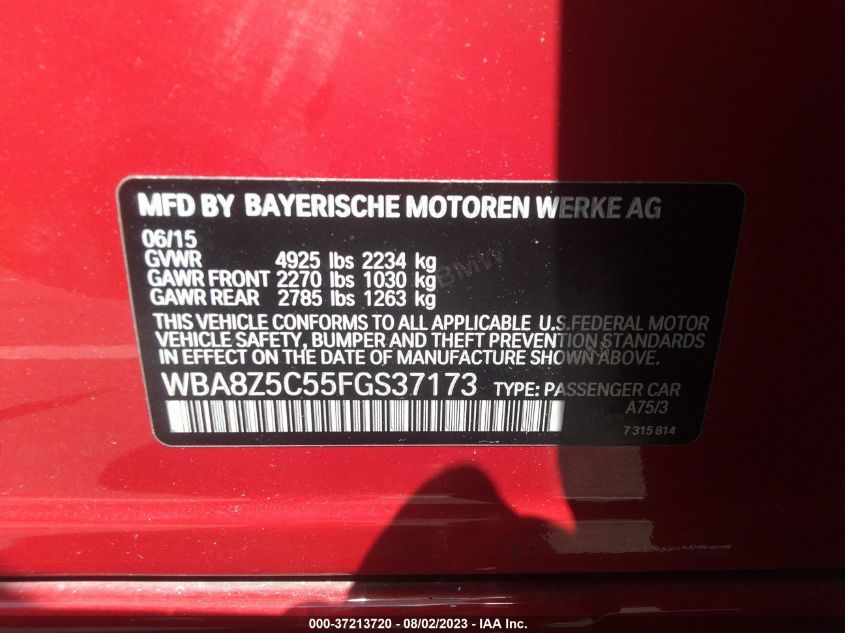 MFD BY BAYERISCHE MOTOREN WERKE AG
06/15
GVWR 4925 lbs 2234 kg
GAWR FRONT 2270 lbs 1030 kg
GAWR REAR 2785 lbs 1263 kg
BMW
THIS VEHICLE CONFORMS TO ALL APPLICABLE U.S.FEDERAL MOTOR
VEHICLE SAFETY, BUMPER AND THEFT PREVENTION STANDARDS
IN EFFECT ON THE DATE OF MANUFACTURE SHOWN ABOVE.
WBA8Z5C55FGS37173 TYPE: PASSENGER CAR
A75/3
7 315 814
000-37213720 - 08/02/2023 - IAA Inc.